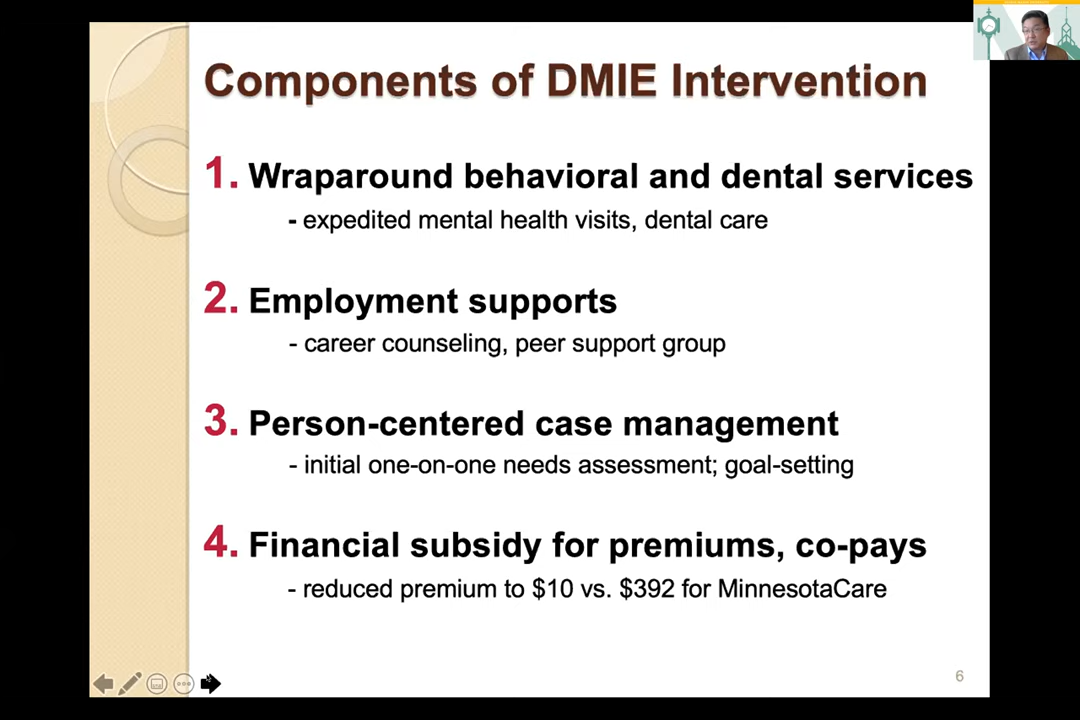 Components of DMIE Intervention
1. Wraparound behavioral and dental services
- expedited mental health visits, dental care
2. Employment supports
- career counseling, peer support group
3. Person-centered case management
- initial one-on-one needs assessment; goal-setting
4. Financial subsidy for premiums, co-pays
- reduced premium to $10 vs. $392 for MinnesotaCare
6